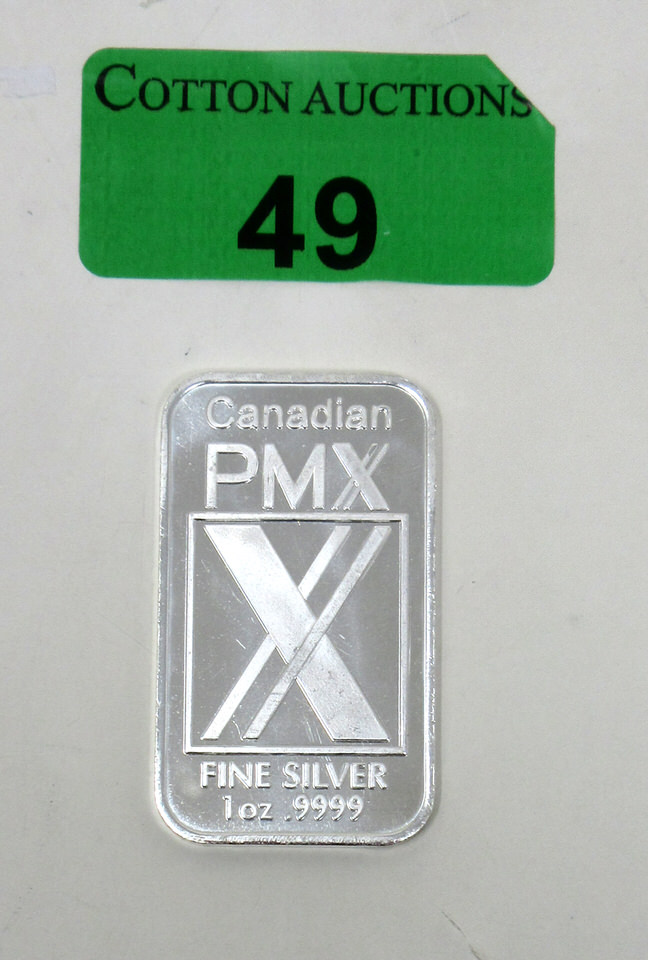 COTTON AUCTIONS
49
Canadian
PMX
X
FINE SILVER
1oz .9999